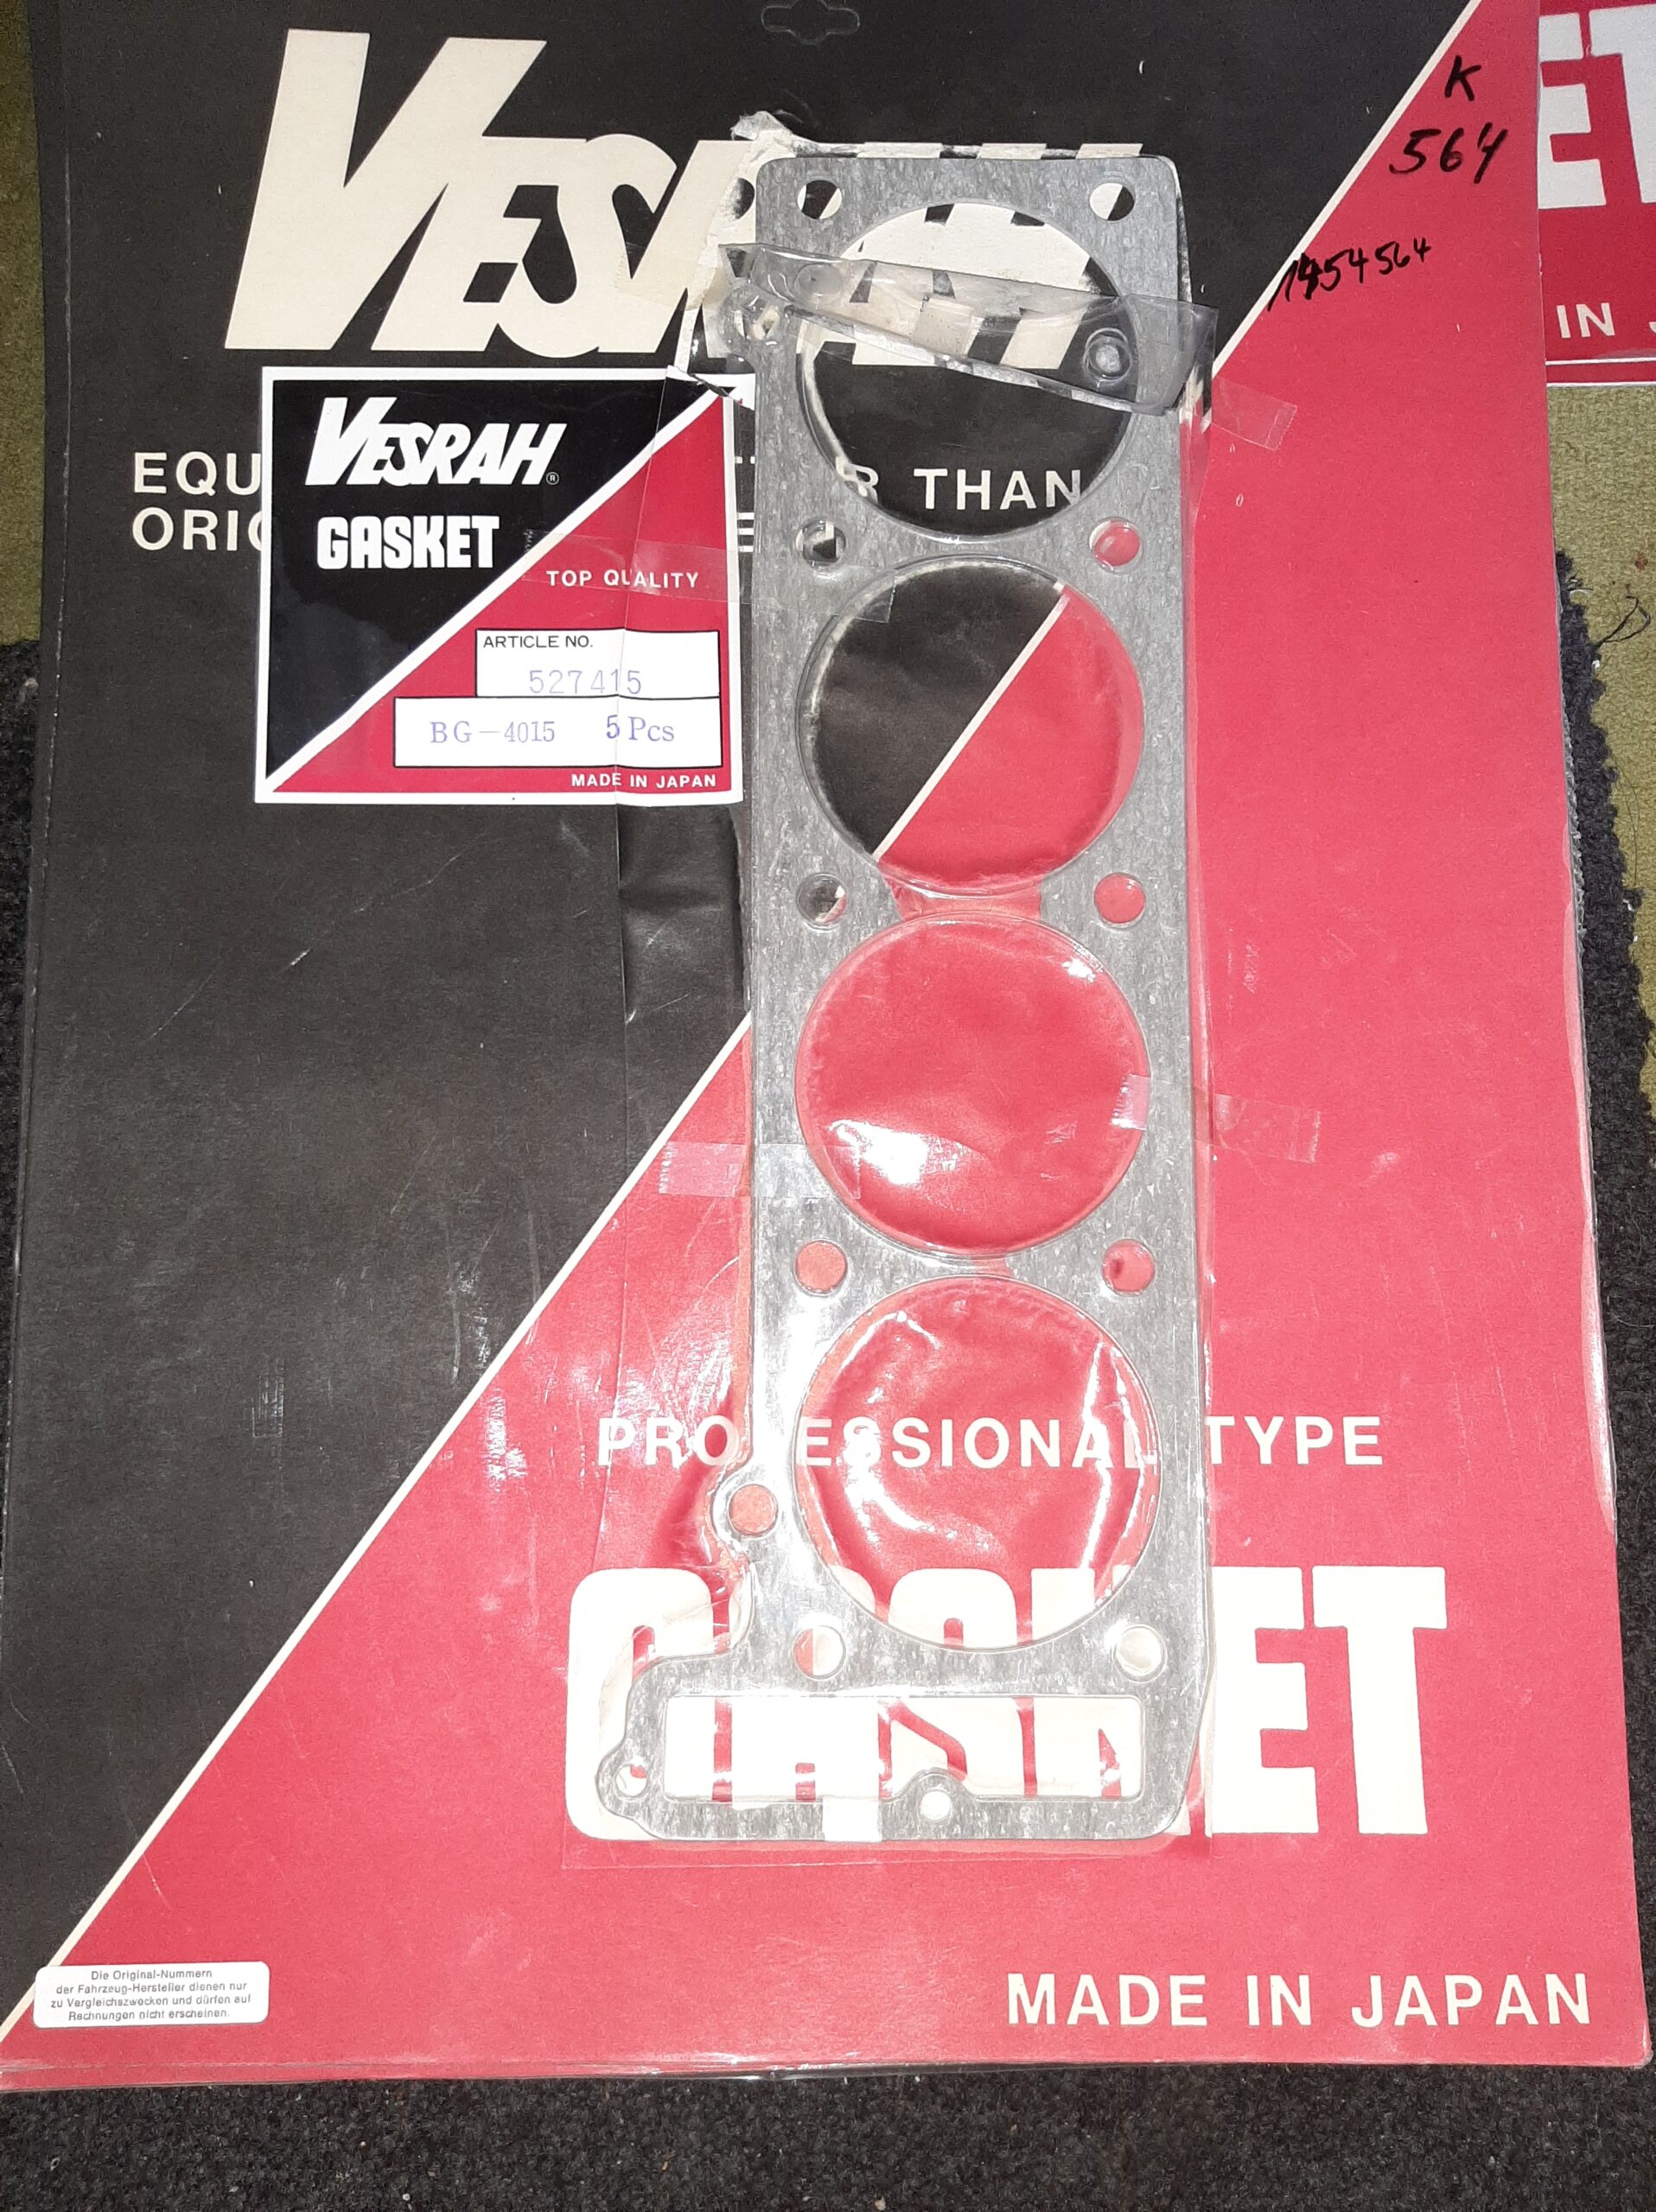 VESRAH
K
564
1454564
ET
IN
VESRAH®
GASKET
TOP QUALITY
ARTICLE NO.
527415
BG-4015 5 Pcs
MADE IN JAPAN
THAN
PROFESSIONAL TYPE
GASKET
MADE IN JAPAN
Die Original-Nummern
der Fahrzeug-Hersteller dienen nur
zu Vergleichszwecken und dürfen auf
Rechnungen nicht erscheinen.